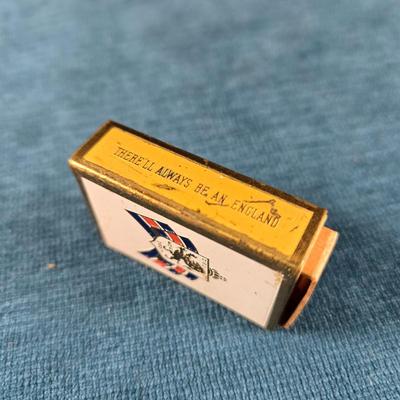 THERE'LL ALWAYS BE AN ENGLAND